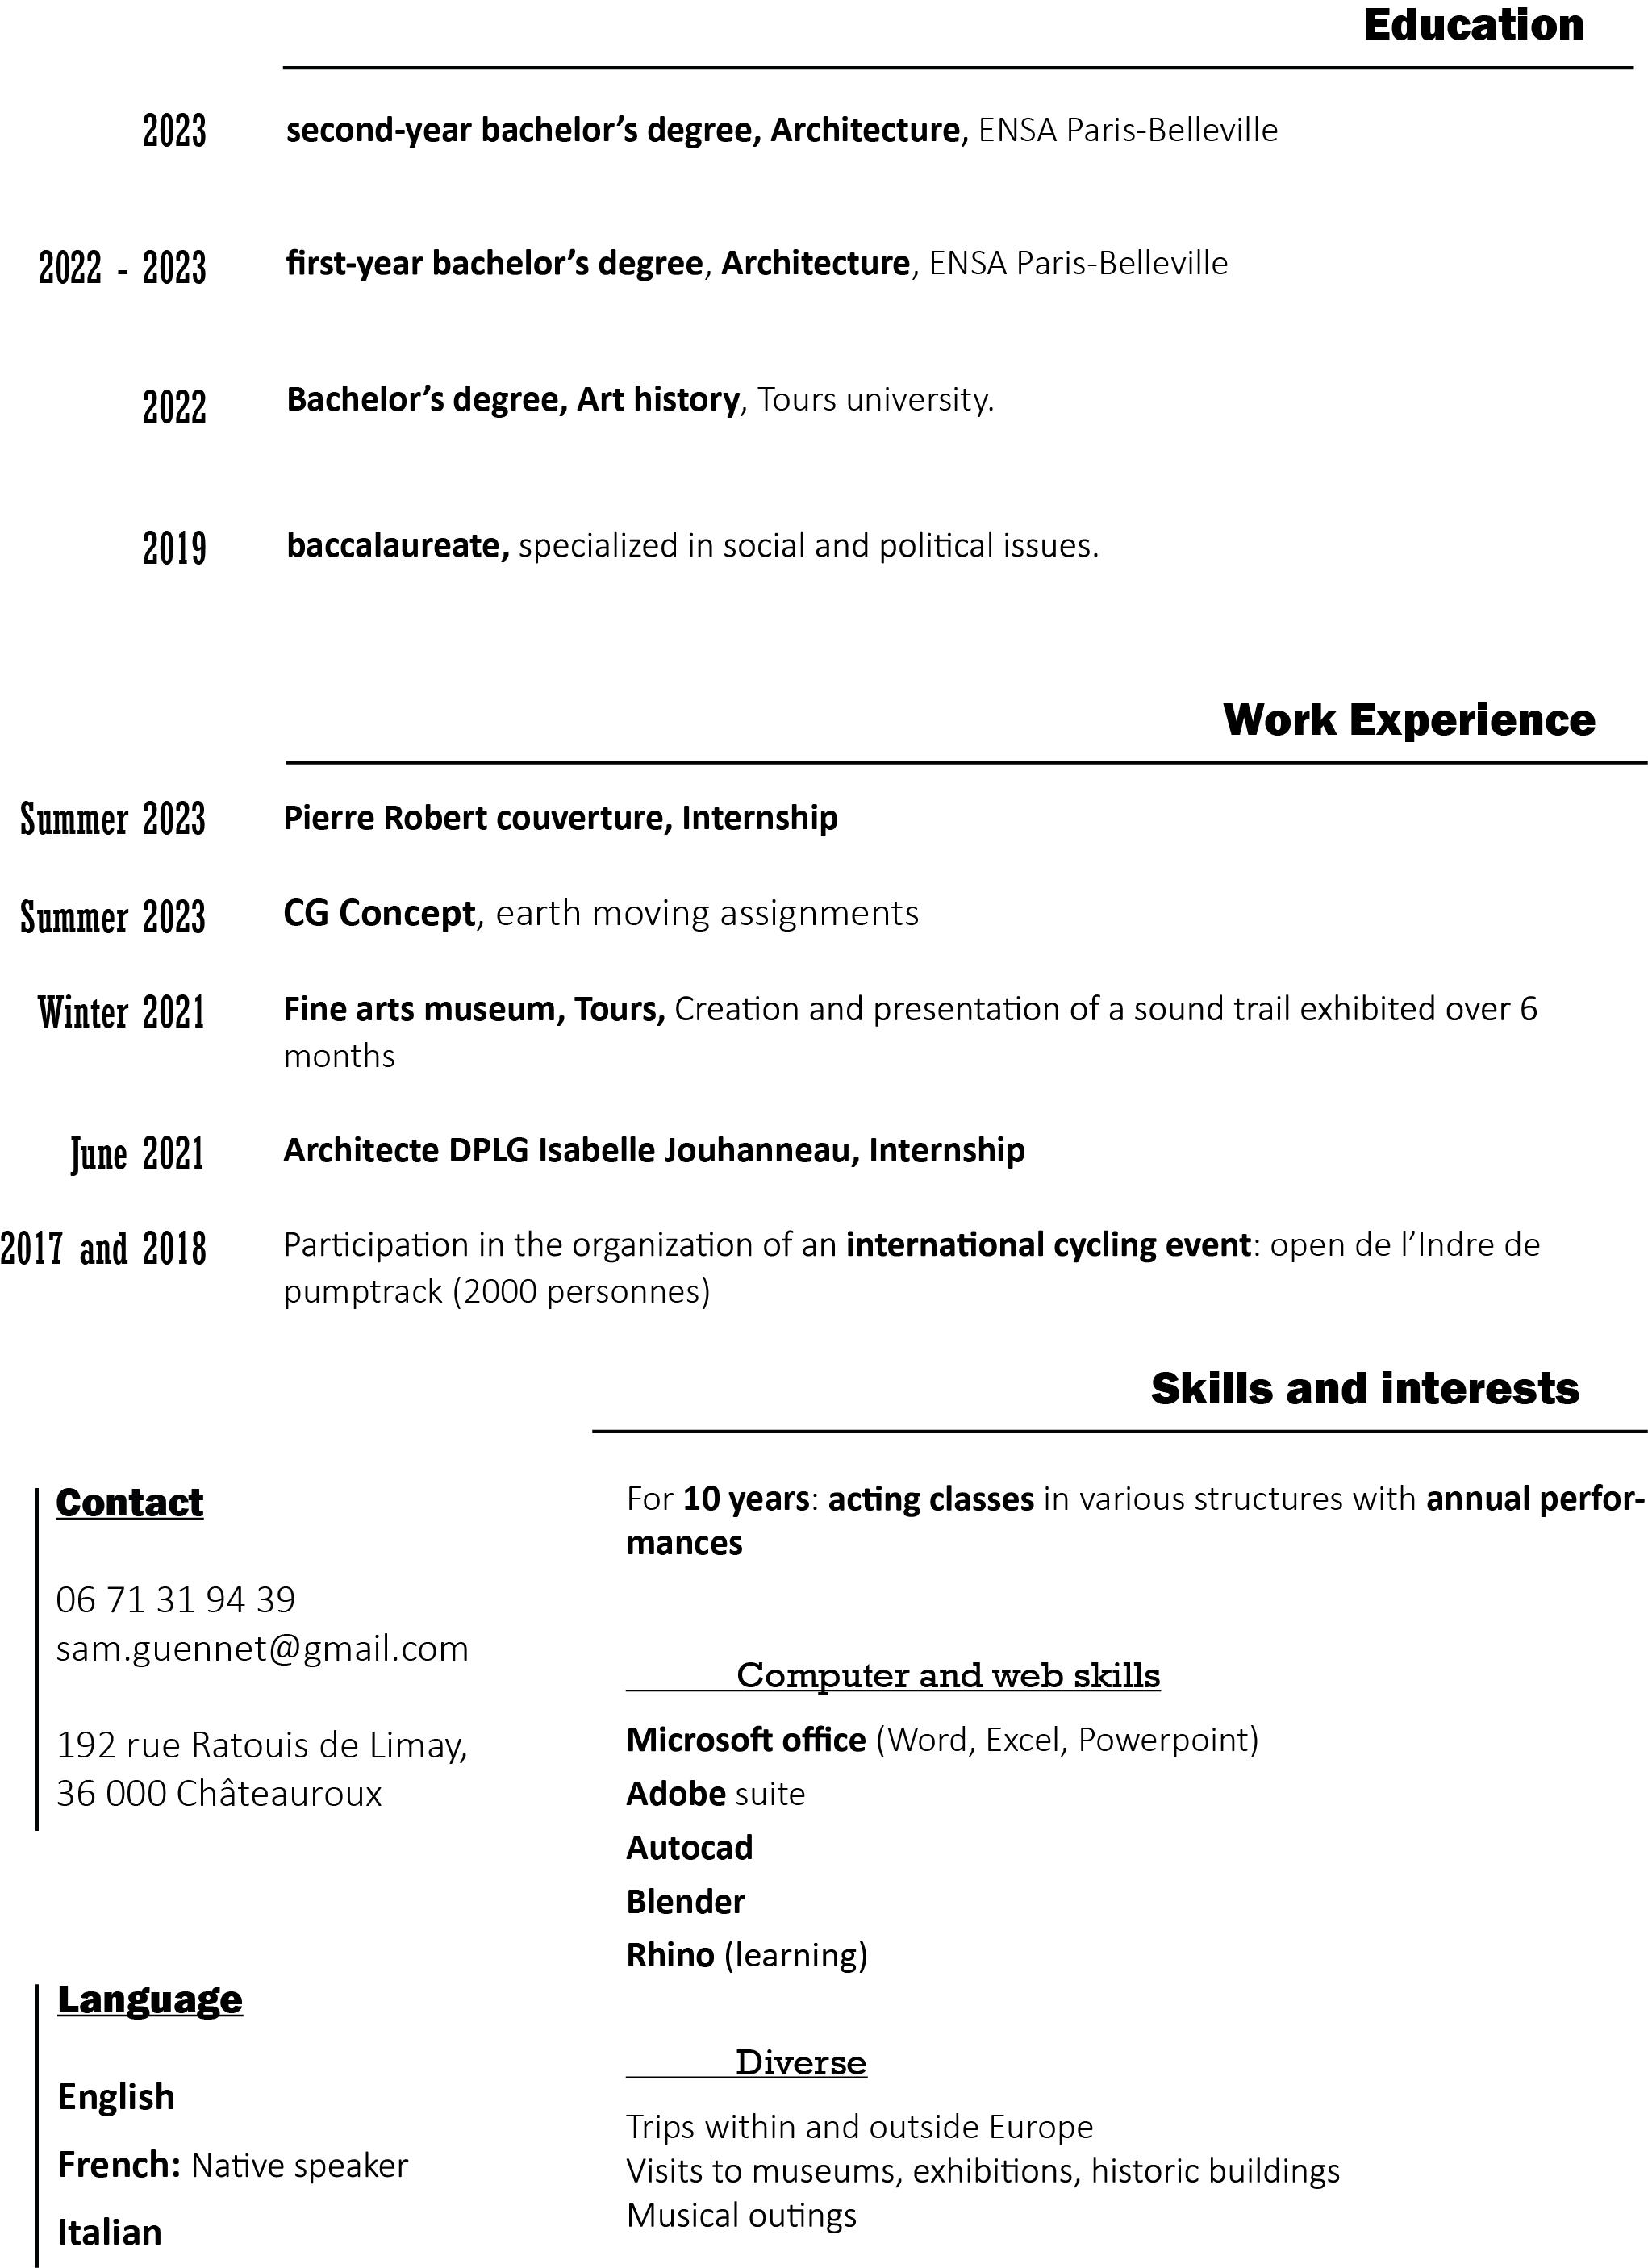 Education
2023 second-year bachelor’s degree, Architecture, ENSA Paris-Belleville
2022 - 2023 first-year bachelor’s degree, Architecture, ENSA Paris-Belleville
2022 Bachelor’s degree, Art history, Tours university.
2019 baccalaureate, specialized in social and political issues.
Work Experience
Summer 2023 Pierre Robert couverture, Internship
Summer 2023 CG Concept, earth moving assignments
Winter 2021 Fine arts museum, Tours, Creation and presentation of a sound trail exhibited over 6
months
June 2021 Architecte DPLG Isabelle Jouhanneau, Internship
2017 and 2018 Participation in the organization of an international cycling event: open de l’Indre de
pumptrack (2000 personnes)
Contact
06 71 31 94 39
sam.guennet@gmail.com
192 rue Ratouis de Limay,
36 000 Châteauroux
Language
English
French: Native speaker
Italian
Skills and interests
For 10 years: acting classes in various structures with annual perfor-
mances
Computer and web skills
Microsoft office (Word, Excel, Powerpoint)
Adobe suite
Autocad
Blender
Rhino (learning)
Diverse
Trips within and outside Europe
Visits to museums, exhibitions, historic buildings
Musical outings